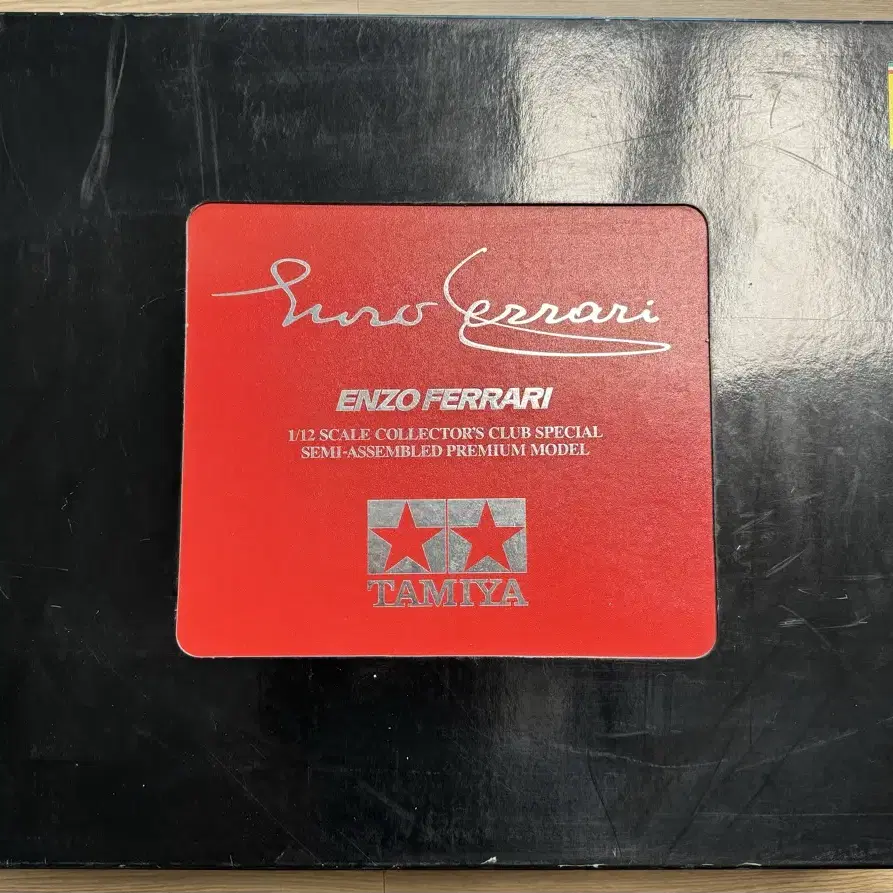 Enzo Ferrari
ENZO FERRARI
1/12 SCALE COLLECTOR'S CLUB SPECIAL
SEMI-ASSEMBLED PREMIUM MODEL
TAMIYA